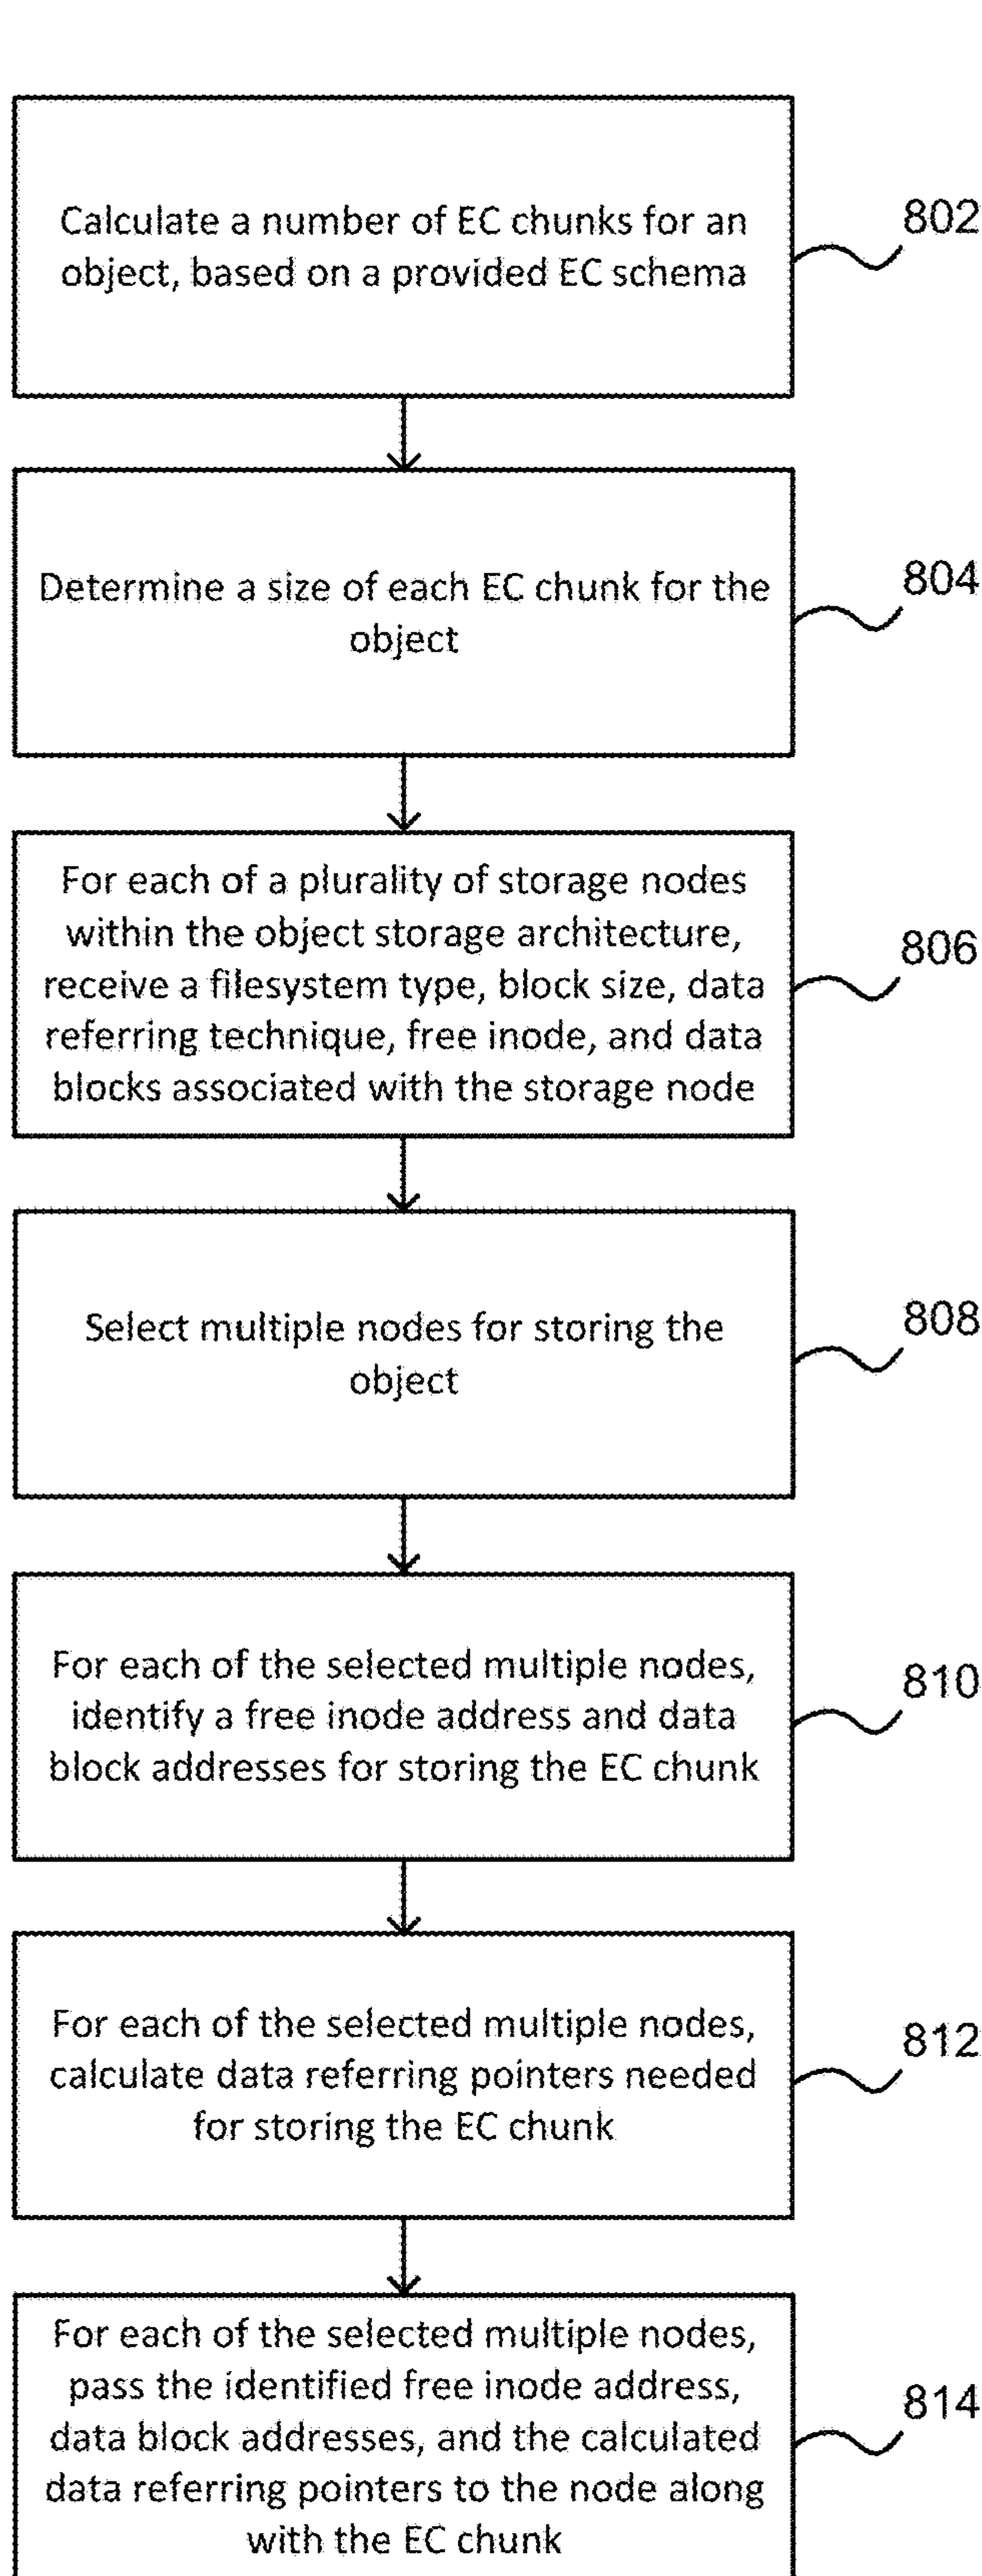 Calculate a number of EC chunks for an
object, based on a provided EC schema
802
Determine a size of each EC chunk for the
object
804
For each of a plurality of storage nodes
within the object storage architecture,
receive a filesystem type, block size, data
referring technique, free inode, and data
blocks associated with the storage node
806
Select multiple nodes for storing the
object
808
For each of the selected multiple nodes,
identify a free inode address and data
block addresses for storing the EC chunk
810
For each of the selected multiple nodes,
calculate data referring pointers needed
for storing the EC chunk
812
For each of the selected multiple nodes,
pass the identified free inode address,
data block addresses, and the calculated
data referring pointers to the node along
with the EC chunk
814